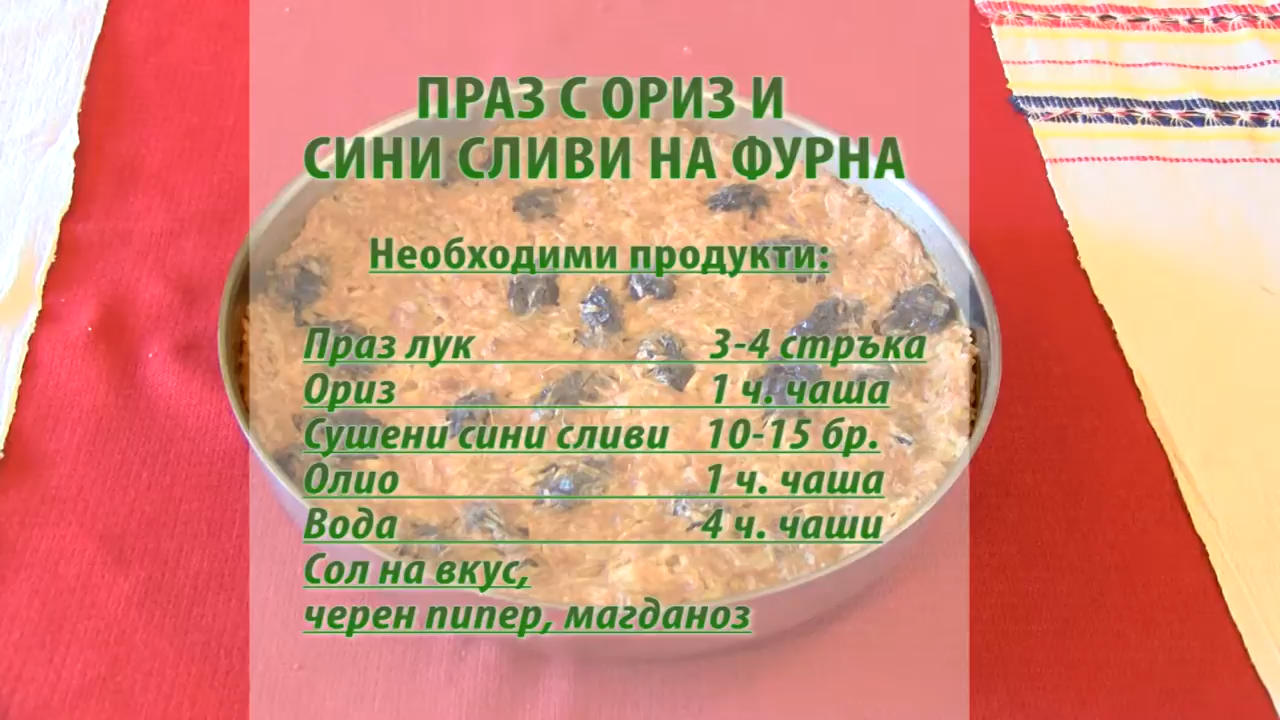 ПРАЗ С ОРИЗ И
СИНИ СЛИВИ НА ФУРНА
Необходими продукти:
Праз лук 3-4 стръка
Ориз 1 ч. чаша
Сушени сини сливи 10-15 бр.
Олио 1 ч. чаша
Вода 4 ч. чаши
Сол на вкус,
черен пипер, магданоз